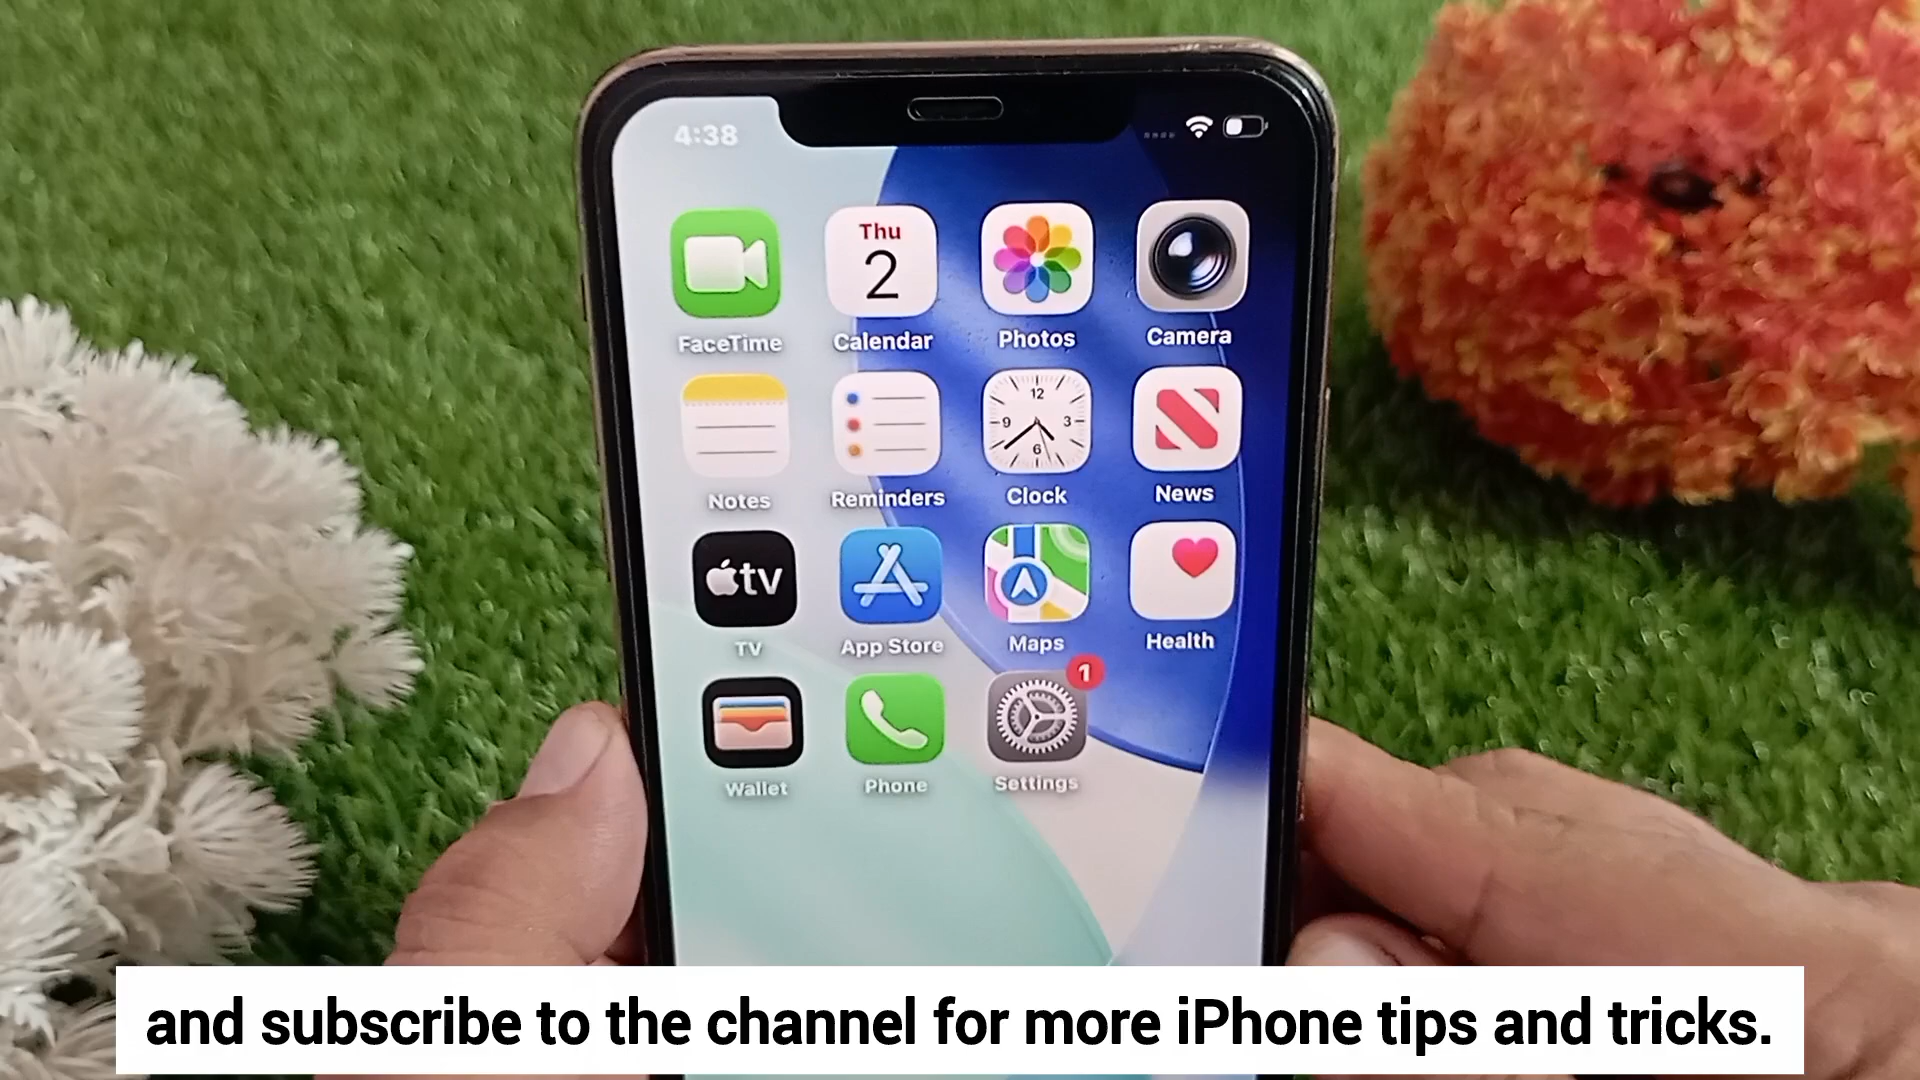 4:38
Thu
2
FaceTime
Calendar
Photos
Camera
12
9
3
6
Notes
Reminders
Clock
News
tv
TV
App Store
Maps
Health
1
Wallet
Phone
Settings
and subscribe to the channel for more iPhone tips and tricks.